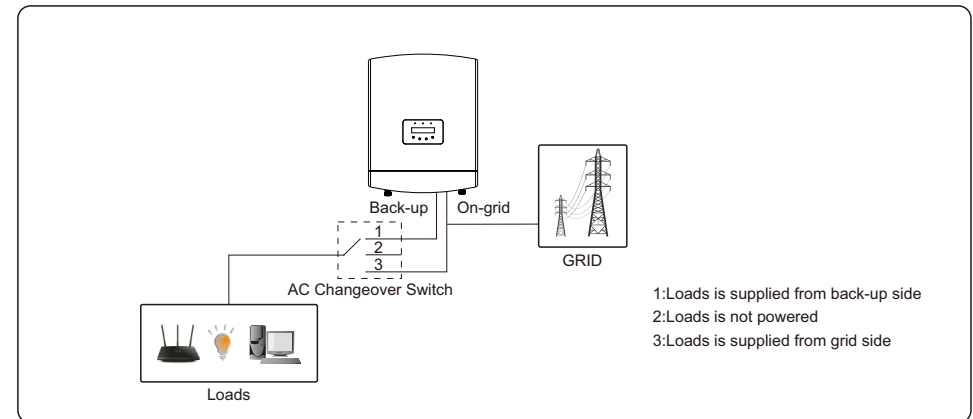 Back-up On-grid
1
2
3
GRID
AC Changeover Switch
1:Loads is supplied from back-up side
2:Loads is not powered
3:Loads is supplied from grid side
Loads